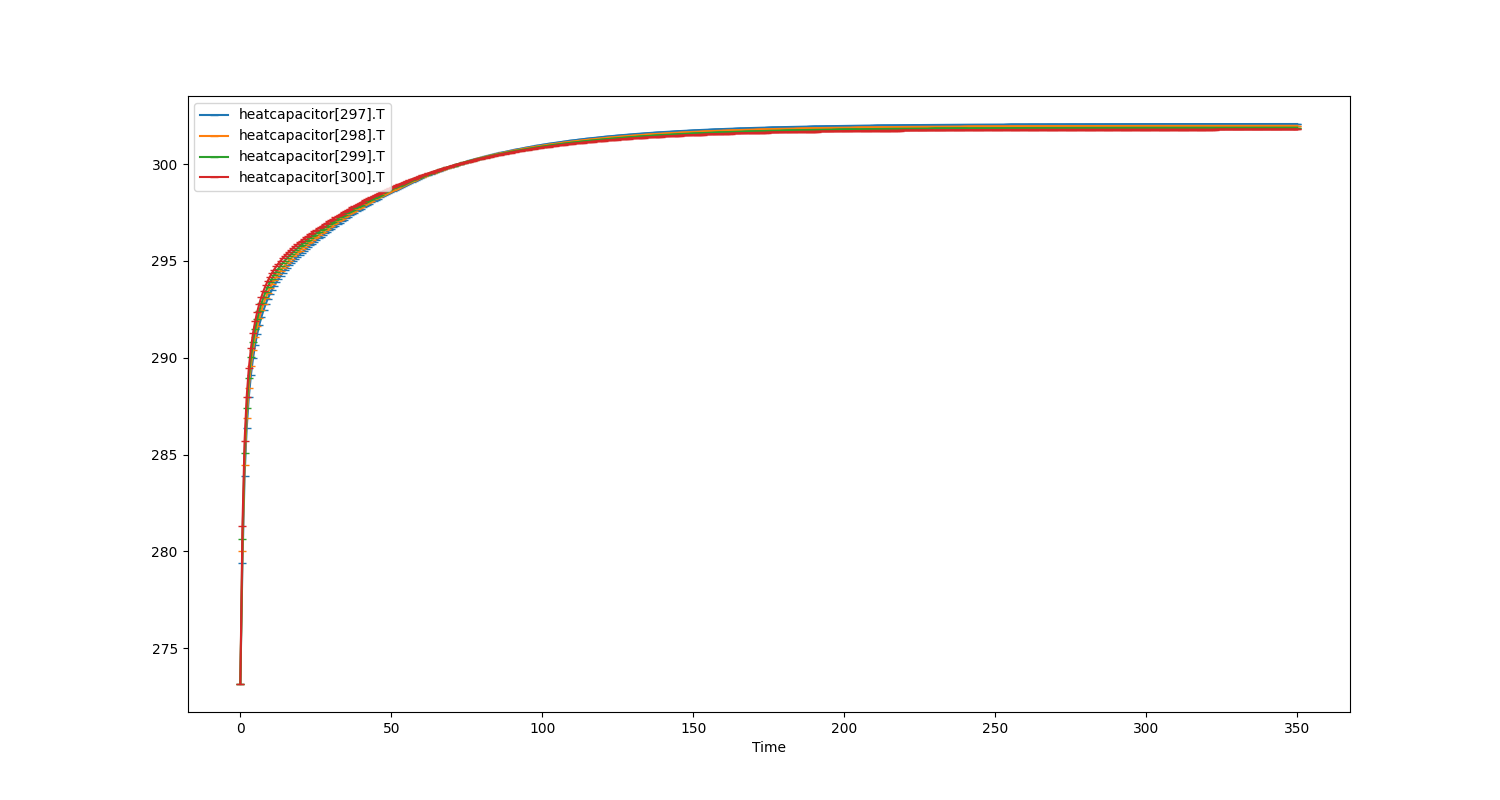 heatcapacitor[297].T
heatcapacitor[298].T
heatcapacitor[299].T
heatcapacitor[300].T
300
295
290
285
280
275
0 50 100 150 200 250 300 350
Time